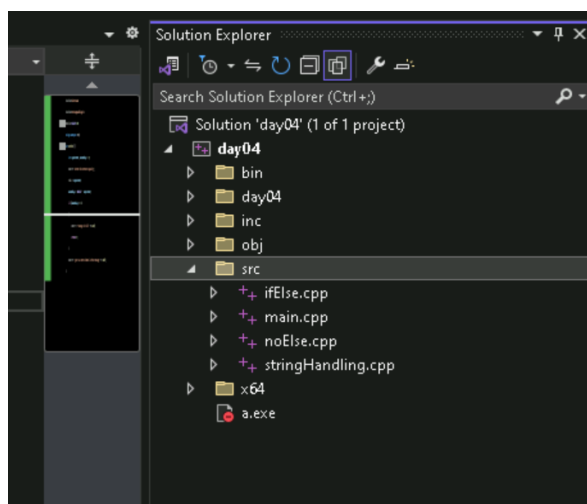 Solution Explorer
Search Solution Explorer (Ctrl+;)
Solution 'day04' (1 of 1 project)
day04
bin
day04
inc
obj
src
ifElse.cpp
main.cpp
noElse.cpp
stringHandling.cpp
x64
a.exe